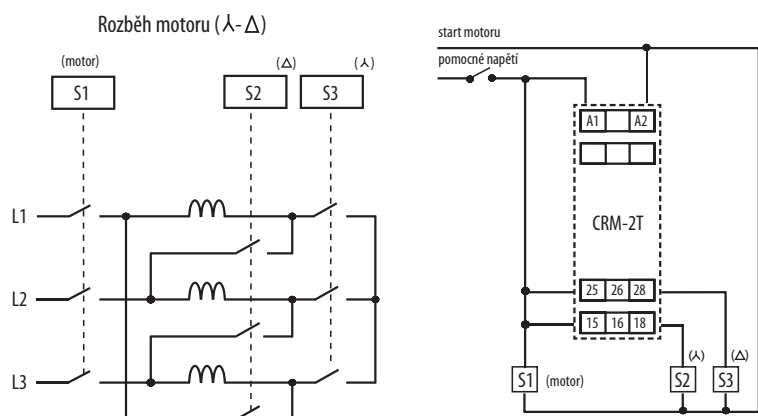 Rozběh motoru (⅄-Δ)
(motor)
(Δ)
(⅄)
S1
S2
S3
L1
L2
L3
start motoru
pomocné napětí
A1
A2
CRM-2T
25 26 28
15 16 18
S1
(motor)
S2
(⅄)
S3
(Δ)